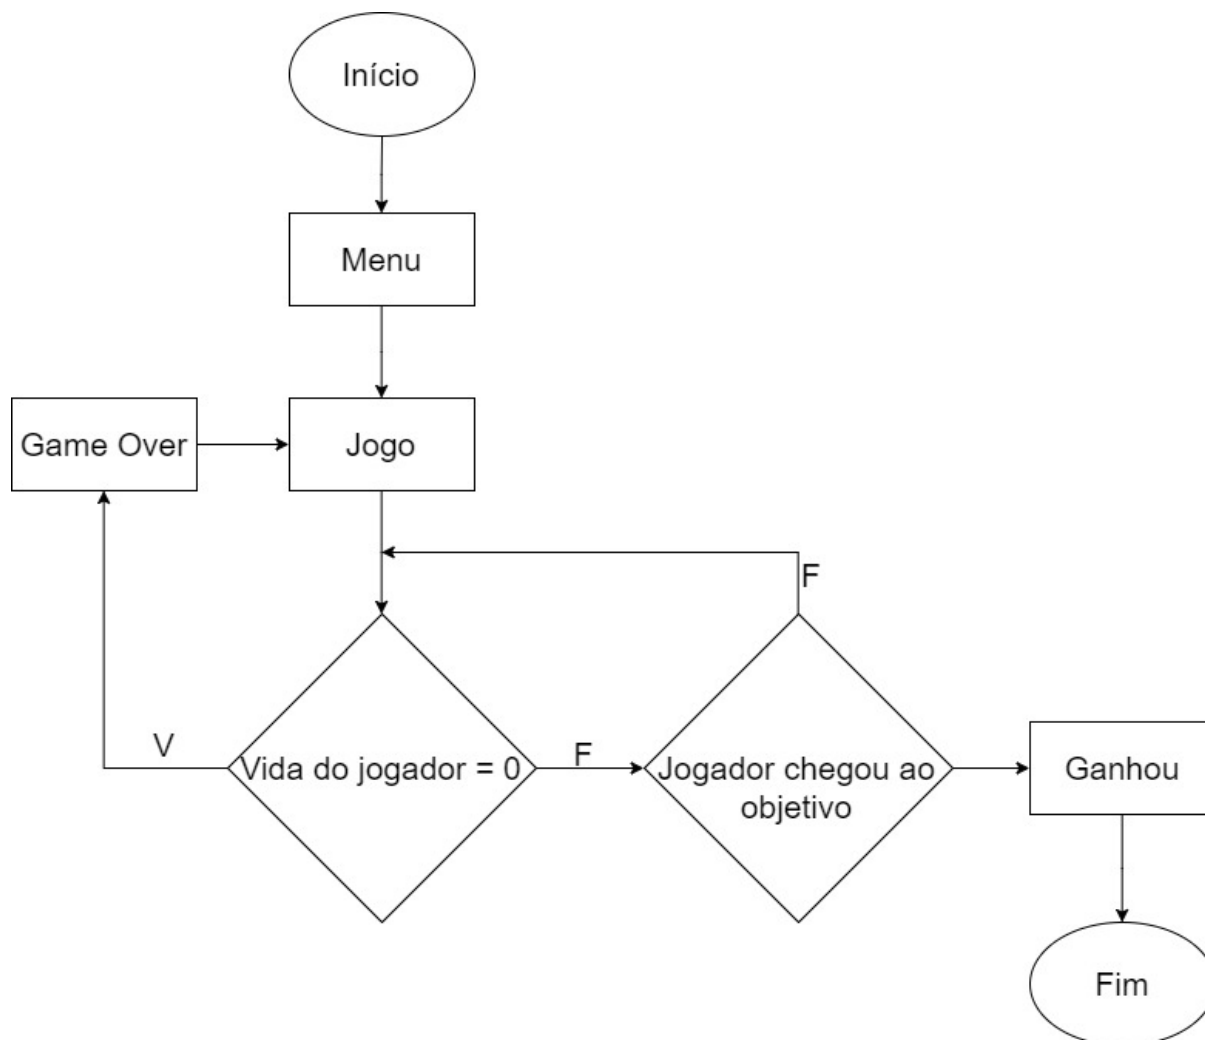 Início
Menu
Game Over
Jogo
F
V
Vida do jogador = 0
F
Jogador chegou ao
objetivo
Ganhou
Fim